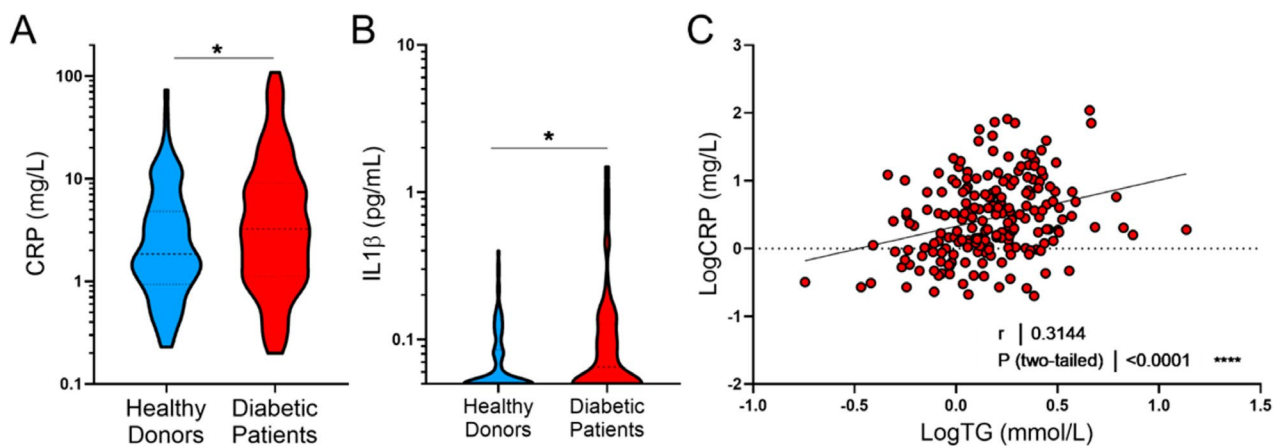 A
CRP (mg/L)
100
10
1
0.1
*
Healthy
Donors
Diabetic
Patients
B
IL1β (pg/mL)
10
1
0.1
*
Healthy
Donors
Diabetic
Patients
C
LogCRP (mg/L)
3
2
1
0
-1
-2
r | 0.3144
P (two-tailed) | <0.0001 ****
-1.0 -0.5 0.0 0.5 1.0 1.5
LogTG (mmol/L)